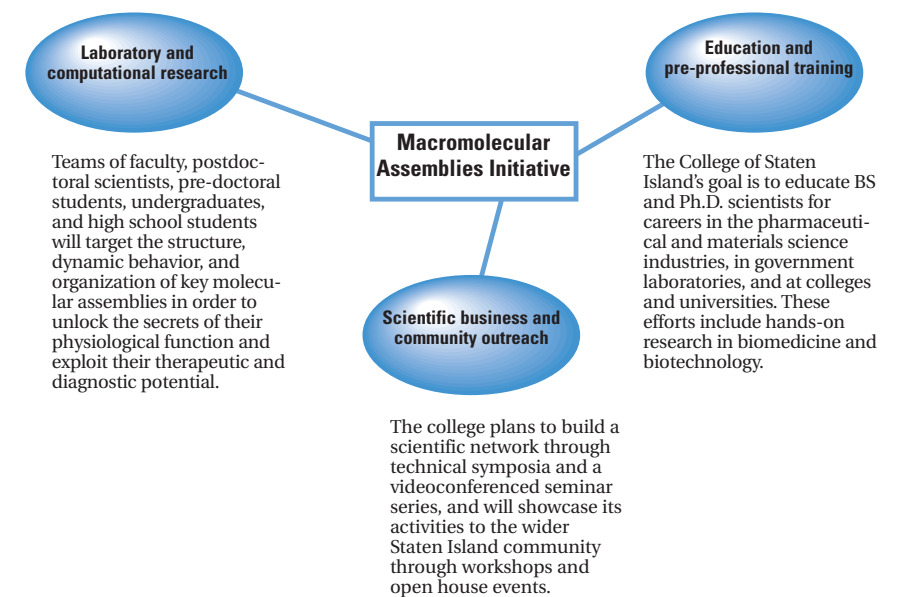 Laboratory and
computational research
Education and
pre-professional training
Macromolecular
Assemblies Initiative
Teams of faculty, postdoc-
toral scientists, pre-doctoral
students, undergraduates,
and high school students
will target the structure,
dynamic behavior, and
organization of key molecu-
lar assemblies in order to
unlock the secrets of their
physiological function and
exploit their therapeutic and
diagnostic potential.
The College of Staten
Island’s goal is to educate BS
and Ph.D. scientists for
careers in the pharmaceuti-
cal and materials science
industries, in government
laboratories, and at colleges
and universities. These
efforts include hands-on
research in biomedicine and
biotechnology.
Scientific business and
community outreach
The college plans to build a
scientific network through
technical symposia and a
videoconferenced seminar
series, and will showcase its
activities to the wider
Staten Island community
through workshops and
open house events.